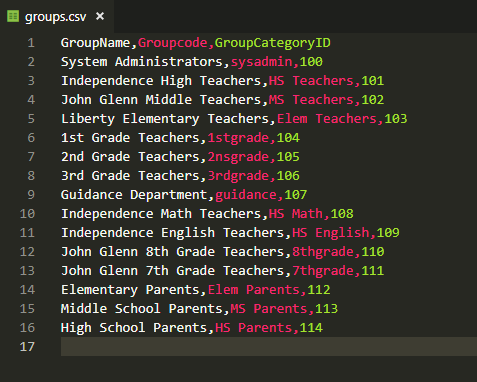 groups.csv ×
1 GroupName,Groupcode,GroupCategoryID
2 System Administrators,sysadmin,100
3 Independence High Teachers,HS Teachers,101
4 John Glenn Middle Teachers,MS Teachers,102
5 Liberty Elementary Teachers,Elem Teachers,103
6 1st Grade Teachers,1stgrade,104
7 2nd Grade Teachers,2nsgrade,105
8 3rd Grade Teachers,3rdgrade,106
9 Guidance Department,guidance,107
10 Independence Math Teachers,HS Math,108
11 Independence English Teachers,HS English,109
12 John Glenn 8th Grade Teachers,8thgrade,110
13 John Glenn 7th Grade Teachers,7thgrade,111
14 Elementary Parents,Elem Parents,112
15 Middle School Parents,MS Parents,113
16 High School Parents,HS Parents,114
17